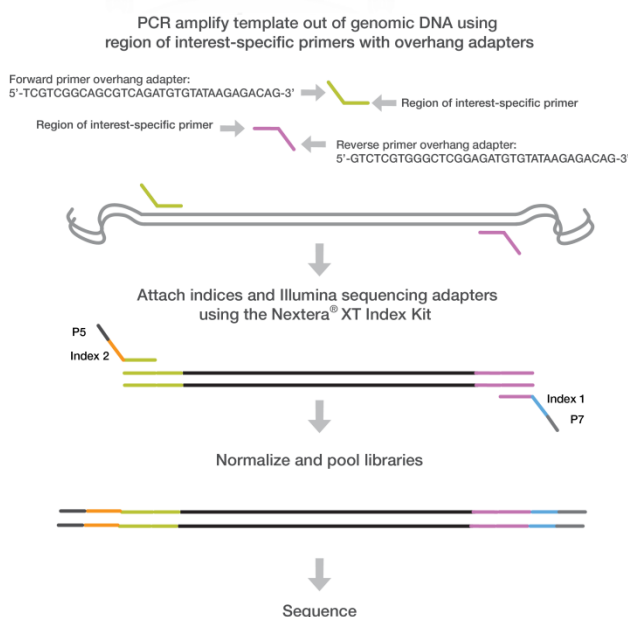 PCR amplify template out of genomic DNA using
region of interest-specific primers with overhang adapters
Forward primer overhang adapter:
5'-TCGTCGGCAGCGTCAGATGTGTATAAGAGACAG-3'
Region of interest-specific primer
Region of interest-specific primer
Reverse primer overhang adapter:
5'-GTCTCGTGGGCTCGGAGATGTGTATAAGAGACAG-3'
Attach indices and Illumina sequencing adapters
using the Nextera® XT Index Kit
P5
Index 2
Index 1
P7
Normalize and pool libraries
Sequence